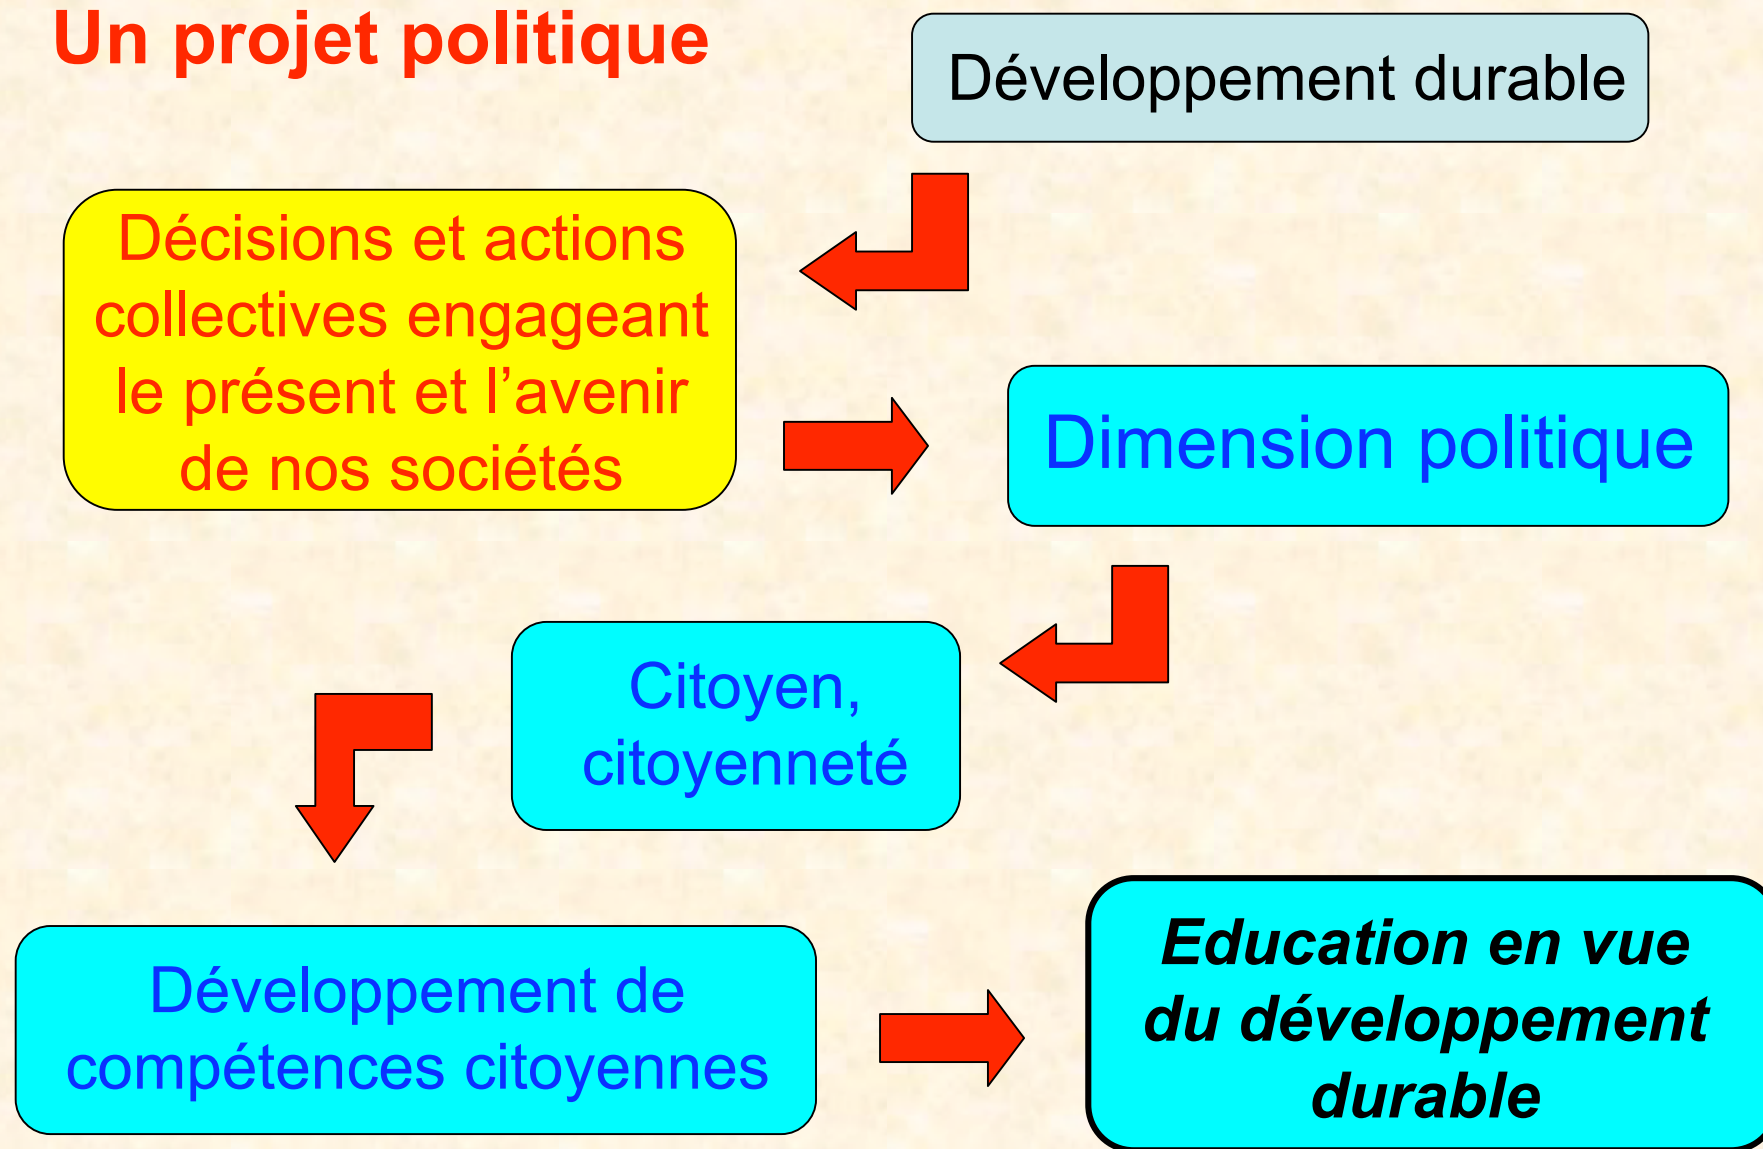 Un projet politique
Développement durable
Décisions et actions
collectives engageant
le présent et l’avenir
de nos sociétés
Dimension politique
Citoyen,
citoyenneté
Développement de
compétences citoyennes
Education en vue
du développement
durable